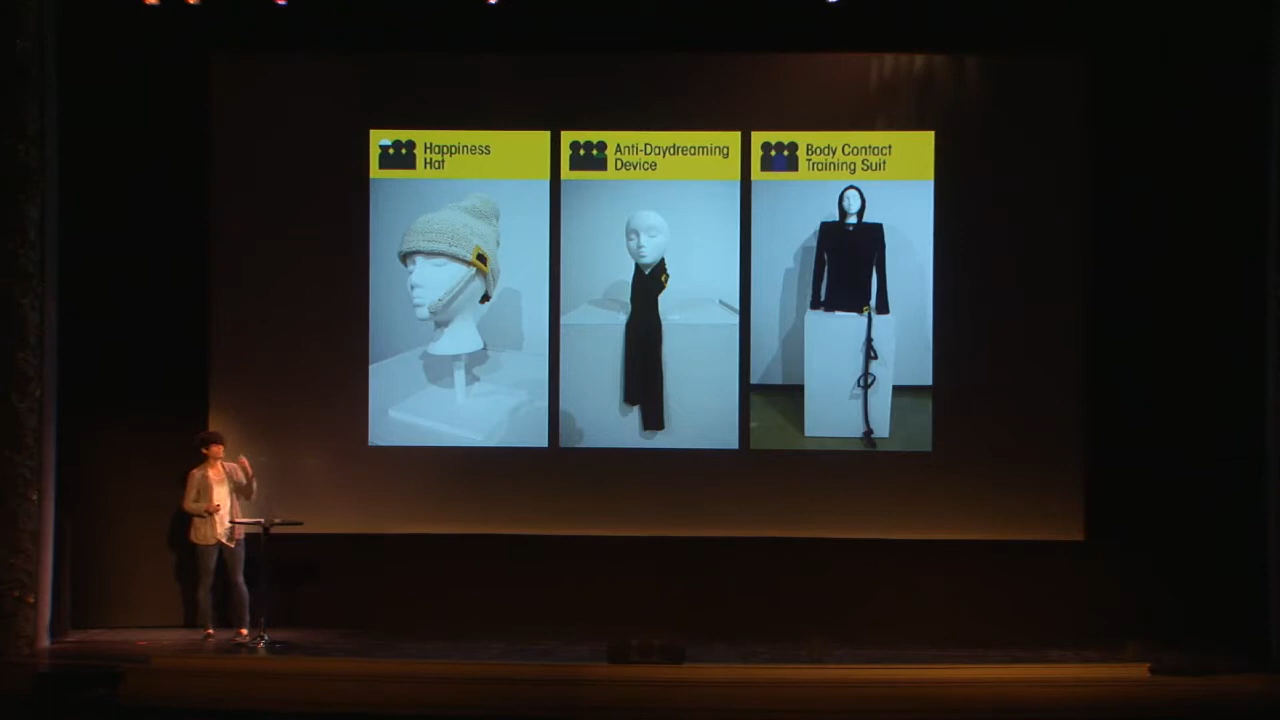 Happiness
Hat
Anti-Daydreaming
Device
Body Contact
Training Suit